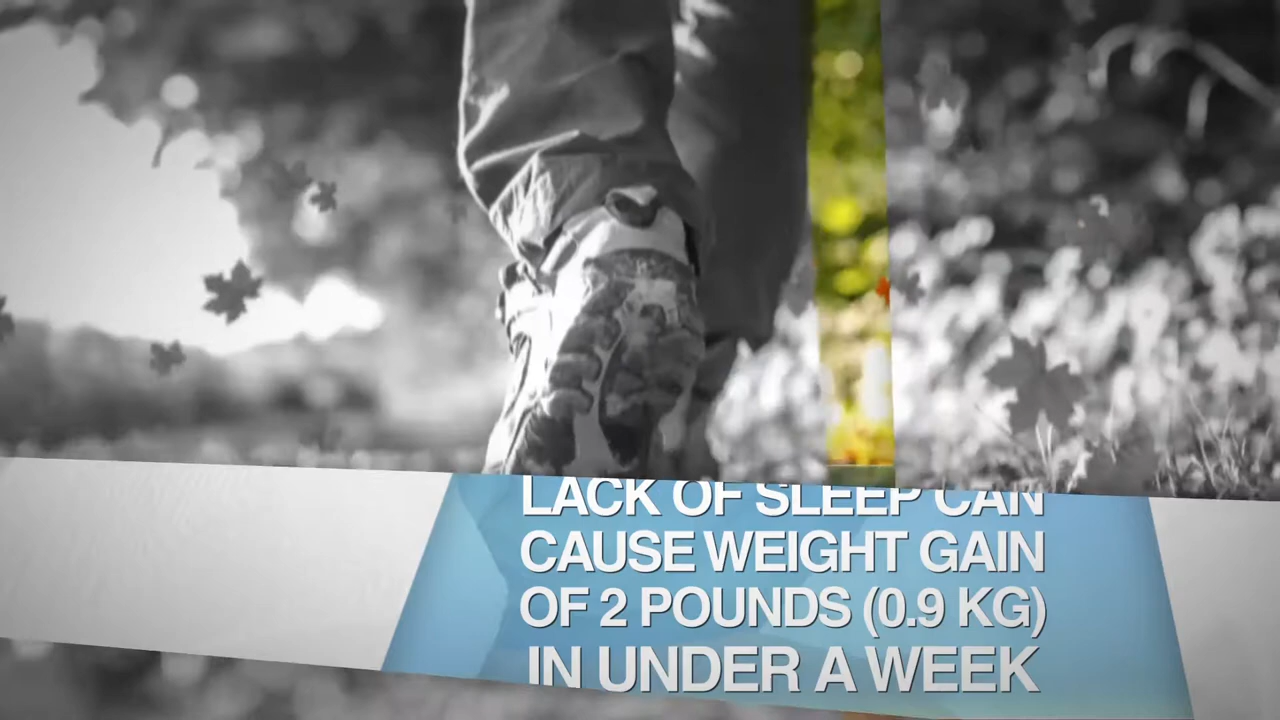 LACK OF SLEEP CAN
CAUSE WEIGHT GAIN
OF 2 POUNDS (0.9 KG)
IN UNDER A WEEK